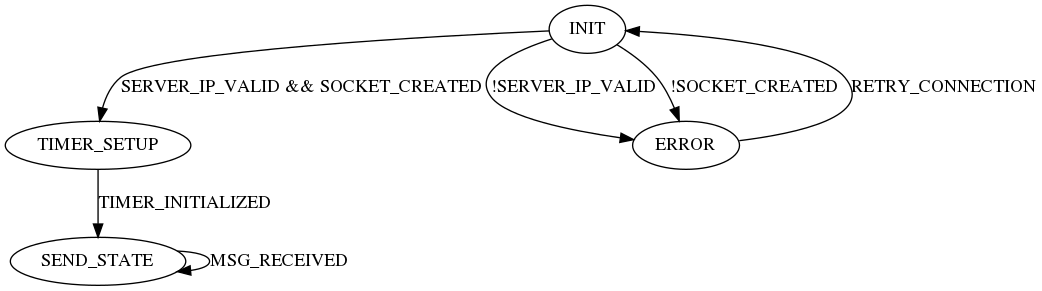 INIT
SERVER_IP_VALID && SOCKET_CREATED
!SERVER_IP_VALID
!SOCKET_CREATED
RETRY_CONNECTION
TIMER_SETUP
ERROR
TIMER_INITIALIZED
SEND_STATE
MSG_RECEIVED